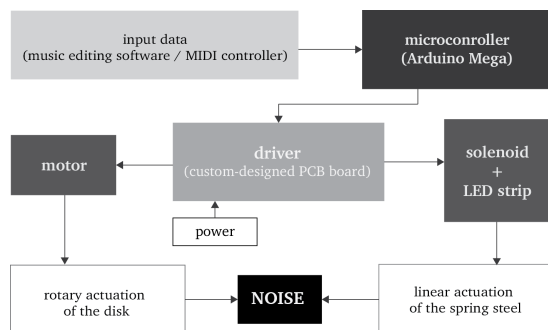 input data
(music editing software / MIDI controller)
microconroller
(Arduino Mega)
driver
(custom-designed PCB board)
motor
solenoid
+
LED strip
power
rotary actuation
of the disk
NOISE
linear actuation
of the spring steel